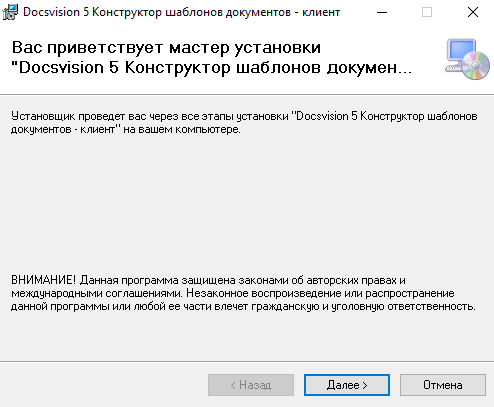 Docsvision 5 Конструктор шаблонов документов - клиент
Вас приветствует мастер установки
"Docsvision 5 Конструктор шаблонов докумен...
Установщик проведет вас через все этапы установки "Docsvision 5 Конструктор шаблонов
документов - клиент" на вашем компьютере.
ВНИМАНИЕ! Данная программа защищена законами об авторских правах и
международными соглашениями. Незаконное воспроизведение или распространение
данной программы или любой ее части влечет гражданскую и уголовную ответственность.
< Назад
Далее >
Отмена